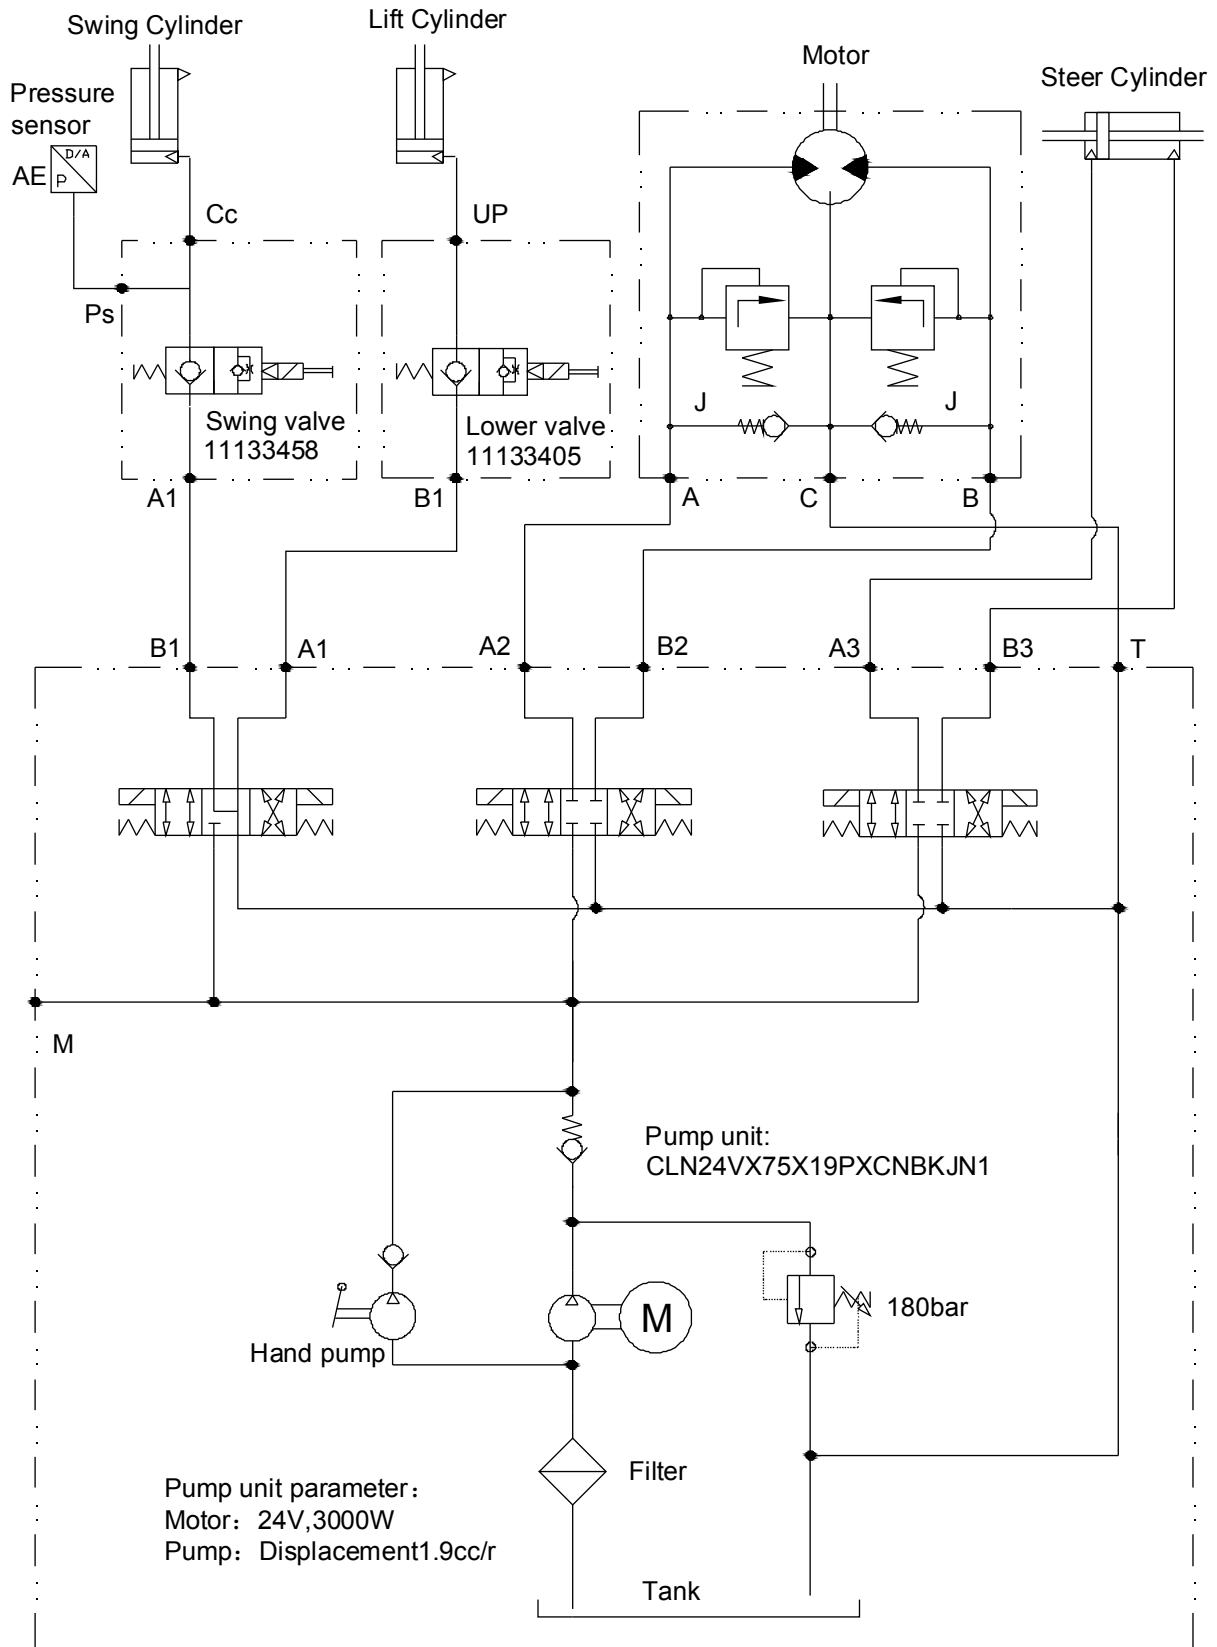 Swing Cylinder
Lift Cylinder
Motor
Steer Cylinder
Pressure
sensor
D/A
AE
P
Cc
UP
Ps
J
J
Swing valve
11133458
Lower valve
11133405
A1
B1
A
C
B
B1
A1
A2
B2
A3
B3
T
M
Pump unit:
CLN24VX75X19PXCNBKJN1
M
180bar
Hand pump
Filter
Pump unit parameter：
Motor：24V,3000W
Pump：Displacement1.9cc/r
Tank